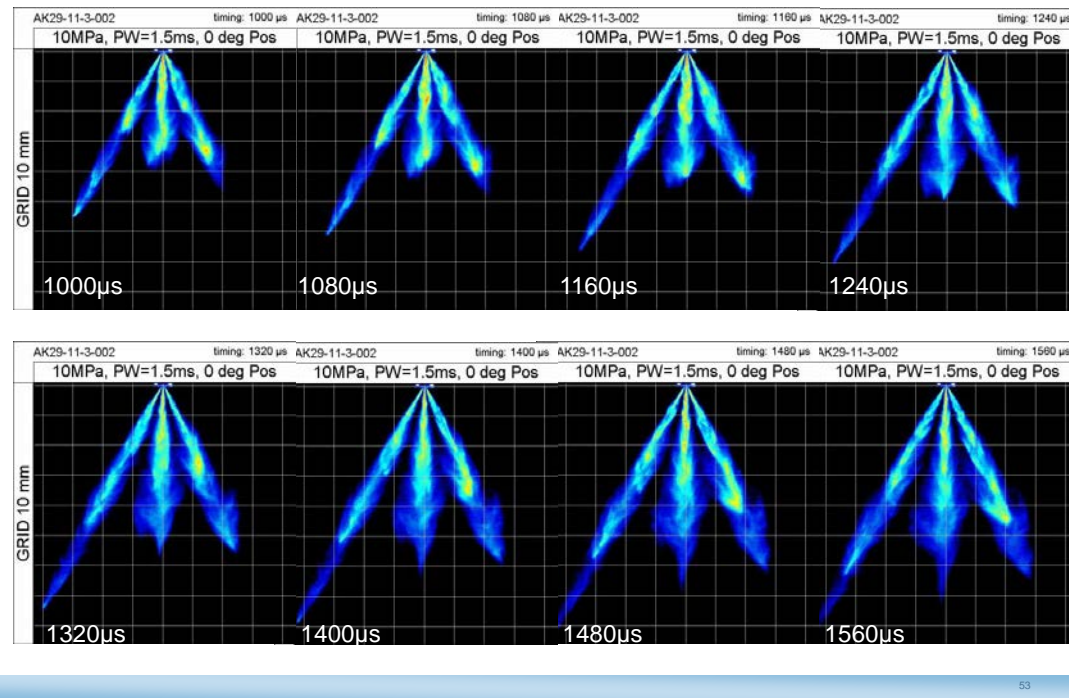 AK29-11-3-002 timing: 1000 µs AK29-11-3-002 timing: 1080 µs AK29-11-3-002 timing: 1160 µs AK29-11-3-002 timing: 1240 µs
10MPa, PW=1.5ms, 0 deg Pos 10MPa, PW=1.5ms, 0 deg Pos 10MPa, PW=1.5ms, 0 deg Pos 10MPa, PW=1.5ms, 0 deg Pos
GRID 10 mm
1000µs 1080µs 1160µs 1240µs
AK29-11-3-002 timing: 1320 µs AK29-11-3-002 timing: 1400 µs AK29-11-3-002 timing: 1480 µs AK29-11-3-002 timing: 1560 µs
10MPa, PW=1.5ms, 0 deg Pos 10MPa, PW=1.5ms, 0 deg Pos 10MPa, PW=1.5ms, 0 deg Pos 10MPa, PW=1.5ms, 0 deg Pos
GRID 10 mm
1320µs 1400µs 1480µs 1560µs
53